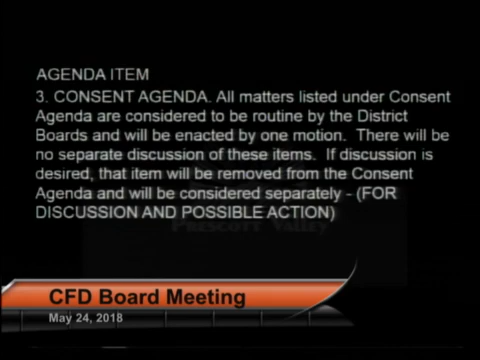 AGENDA ITEM
3. CONSENT AGENDA. All matters listed under Consent
Agenda are considered to be routine by the District
Boards and will be enacted by one motion.  There will be
no separate discussion of these items.  If discussion is
desired, that item will be removed from the Consent
Agenda and will be considered separately - (FOR
DISCUSSION AND POSSIBLE ACTION)
PRESCOTT VALLEY
CFD Board Meeting
May 24, 2018